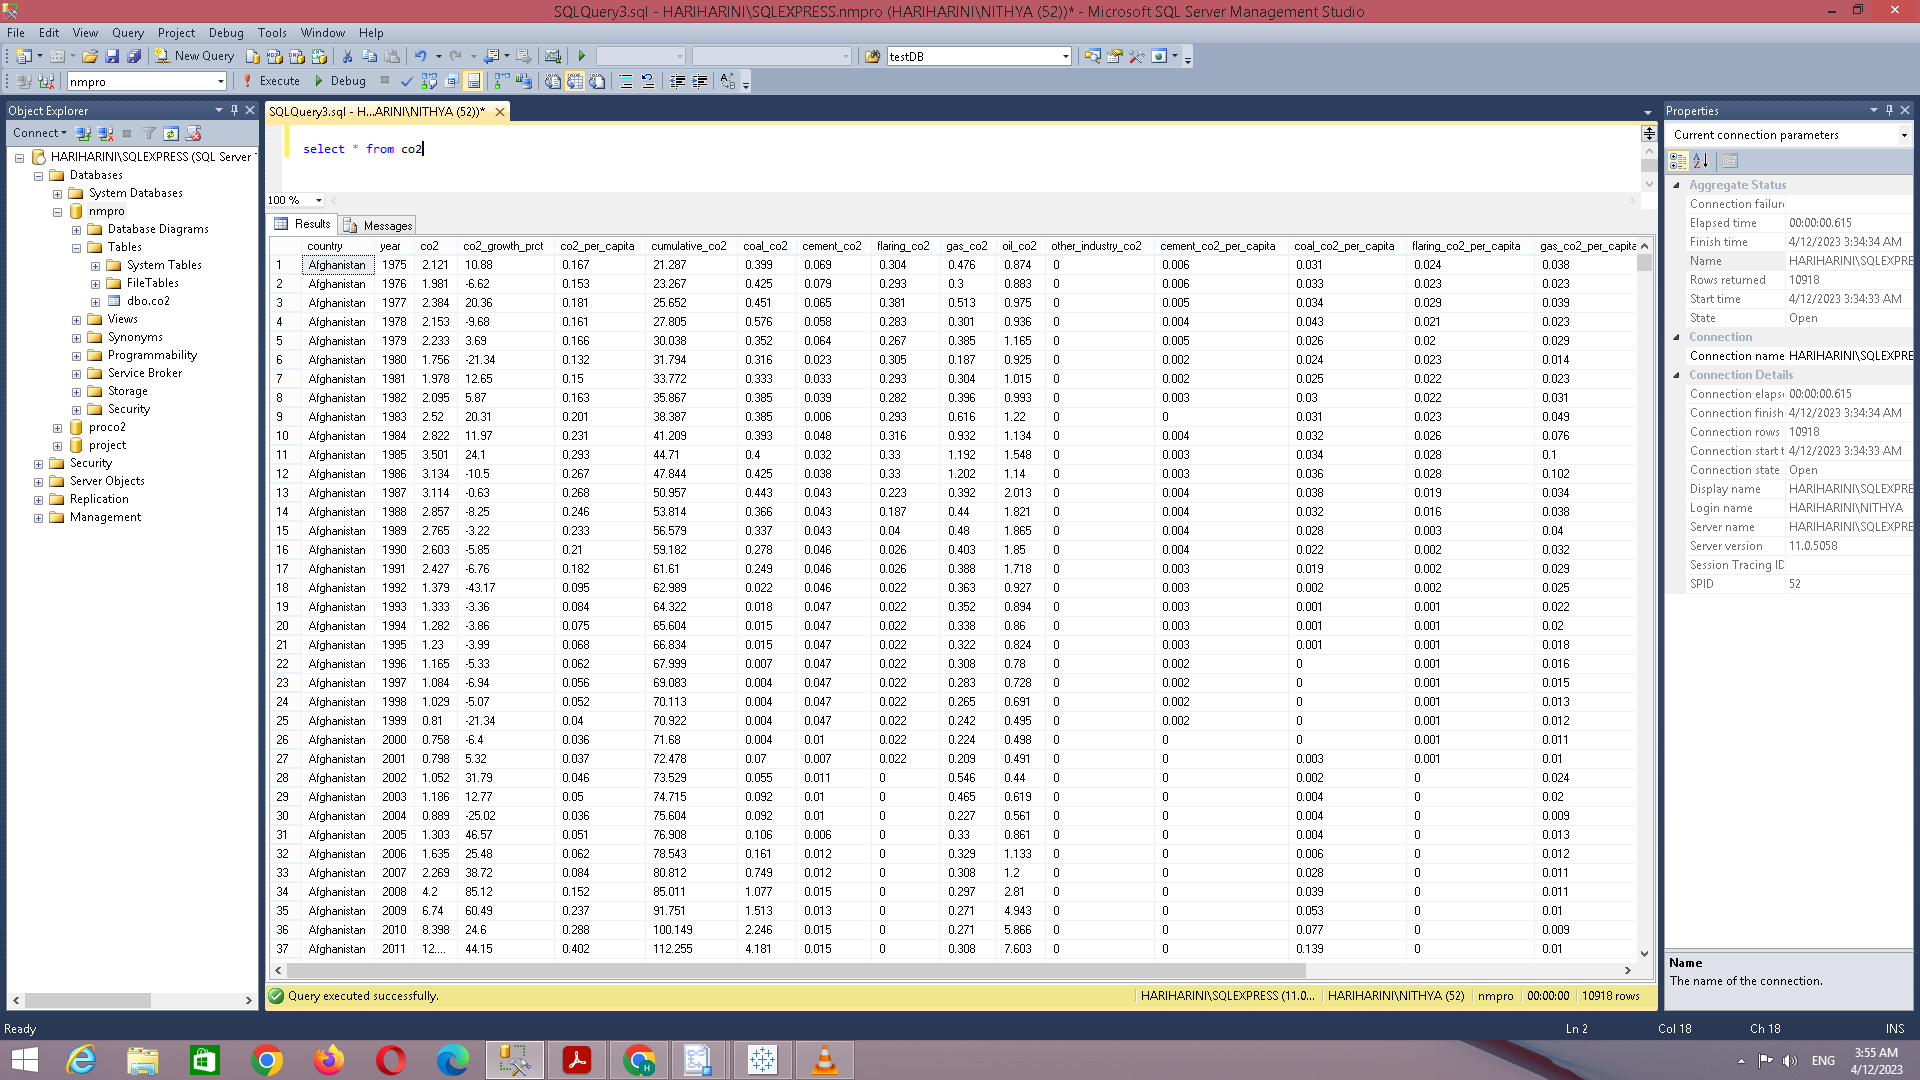 SQLQuery3.sql - HARIHARINI\SQLEXPRESS.nmpro (HARIHARINI\NITHYA (52))* - Microsoft SQL Server Management Studio
File Edit View Query Project Debug Tools Window Help
New Query testDB
nmpro Execute Debug
Object Explorer
Connect
HARIHARINI\SQLEXPRESS (SQL Server
Databases
System Databases
nmpro
Database Diagrams
Tables
System Tables
FileTables
dbo.co2
Views
Synonyms
Programmability
Service Broker
Storage
Security
proco2
project
Security
Server Objects
Replication
Management
SQLQuery3.sql - H...ARINI\NITHYA (52))*
select * from co2
100 %
Results Messages
country year co2 co2_growth_prct co2_per_capita cumulative_co2 coal_co2 cement_co2 flaring_co2 gas_co2 oil_co2 other_industry_co2 cement_co2_per_capita coal_co2_per_capita flaring_co2_per_capita gas_co2_per_capita
1 Afghanistan 1975 2.121 10.88 0.167 21.287 0.399 0.069 0.304 0.476 0.874 0 0.006 0.031 0.024 0.038
2 Afghanistan 1976 1.981 -6.62 0.153 23.267 0.425 0.079 0.293 0.3 0.883 0 0.006 0.033 0.023 0.023
3 Afghanistan 1977 2.384 20.36 0.181 25.652 0.451 0.065 0.381 0.513 0.975 0 0.005 0.034 0.029 0.039
4 Afghanistan 1978 2.153 -9.68 0.161 27.805 0.576 0.058 0.283 0.301 0.936 0 0.004 0.043 0.021 0.023
5 Afghanistan 1979 2.233 3.69 0.166 30.038 0.352 0.064 0.267 0.385 1.165 0 0.005 0.026 0.02 0.029
6 Afghanistan 1980 1.756 -21.34 0.132 31.794 0.316 0.023 0.305 0.187 0.925 0 0.002 0.024 0.023 0.014
7 Afghanistan 1981 1.978 12.65 0.15 33.772 0.333 0.033 0.293 0.304 1.015 0 0.002 0.025 0.022 0.023
8 Afghanistan 1982 2.095 5.87 0.163 35.867 0.385 0.039 0.282 0.396 0.993 0 0.003 0.03 0.022 0.031
9 Afghanistan 1983 2.52 20.31 0.201 38.387 0.385 0.006 0.293 0.616 1.22 0 0 0.031 0.023 0.049
10 Afghanistan 1984 2.822 11.97 0.231 41.209 0.393 0.048 0.316 0.932 1.134 0 0.004 0.032 0.026 0.076
11 Afghanistan 1985 3.501 24.1 0.293 44.71 0.4 0.032 0.33 1.192 1.548 0 0.003 0.034 0.028 0.1
12 Afghanistan 1986 3.134 -10.5 0.267 47.844 0.425 0.038 0.33 1.202 1.14 0 0.003 0.036 0.028 0.102
13 Afghanistan 1987 3.114 -0.63 0.268 50.957 0.443 0.043 0.223 0.392 2.013 0 0.004 0.038 0.019 0.034
14 Afghanistan 1988 2.857 -8.25 0.246 53.814 0.366 0.043 0.187 0.44 1.821 0 0.004 0.032 0.016 0.038
15 Afghanistan 1989 2.765 -3.22 0.233 56.579 0.337 0.043 0.04 0.48 1.865 0 0.004 0.028 0.003 0.04
16 Afghanistan 1990 2.603 -5.85 0.21 59.182 0.278 0.046 0.026 0.403 1.85 0 0.004 0.022 0.002 0.032
17 Afghanistan 1991 2.427 -6.76 0.182 61.61 0.249 0.046 0.026 0.388 1.718 0 0.003 0.019 0.002 0.029
18 Afghanistan 1992 1.379 -43.17 0.095 62.989 0.022 0.046 0.022 0.363 0.927 0 0.003 0.002 0.002 0.025
19 Afghanistan 1993 1.333 -3.36 0.084 64.322 0.018 0.047 0.022 0.352 0.894 0 0.003 0.001 0.001 0.022
20 Afghanistan 1994 1.282 -3.86 0.075 65.604 0.015 0.047 0.022 0.338 0.86 0 0.003 0.001 0.001 0.02
21 Afghanistan 1995 1.23 -3.99 0.068 66.834 0.015 0.047 0.022 0.322 0.824 0 0.003 0.001 0.001 0.018
22 Afghanistan 1996 1.165 -5.33 0.062 67.999 0.007 0.047 0.022 0.308 0.78 0 0.002 0 0.001 0.016
23 Afghanistan 1997 1.084 -6.94 0.056 69.083 0.004 0.047 0.022 0.283 0.728 0 0.002 0 0.001 0.015
24 Afghanistan 1998 1.029 -5.07 0.052 70.113 0.004 0.047 0.022 0.265 0.691 0 0.002 0 0.001 0.013
25 Afghanistan 1999 0.81 -21.34 0.04 70.922 0.004 0.047 0.022 0.242 0.495 0 0.002 0 0.001 0.012
26 Afghanistan 2000 0.758 -6.4 0.036 71.68 0.004 0.01 0.022 0.224 0.498 0 0 0 0.001 0.011
27 Afghanistan 2001 0.798 5.32 0.037 72.478 0.07 0.007 0.022 0.209 0.491 0 0 0.003 0.001 0.01
28 Afghanistan 2002 1.052 31.79 0.046 73.529 0.055 0.011 0 0.546 0.44 0 0 0.002 0 0.024
29 Afghanistan 2003 1.186 12.77 0.05 74.715 0.092 0.01 0 0.465 0.619 0 0 0.004 0 0.02
30 Afghanistan 2004 0.889 -25.02 0.036 75.604 0.092 0.01 0 0.227 0.561 0 0 0.004 0 0.009
31 Afghanistan 2005 1.303 46.57 0.051 76.908 0.106 0.006 0 0.33 0.861 0 0 0.004 0 0.013
32 Afghanistan 2006 1.635 25.48 0.062 78.543 0.161 0.012 0 0.329 1.133 0 0 0.006 0 0.012
33 Afghanistan 2007 2.269 38.72 0.084 80.812 0.749 0.012 0 0.308 1.2 0 0 0.028 0 0.011
34 Afghanistan 2008 4.2 85.12 0.152 85.011 1.077 0.015 0 0.297 2.81 0 0 0.039 0 0.011
35 Afghanistan 2009 6.74 60.49 0.237 91.751 1.513 0.013 0 0.271 4.943 0 0 0.053 0 0.01
36 Afghanistan 2010 8.398 24.6 0.288 100.149 2.246 0.015 0 0.271 5.866 0 0 0.077 0 0.009
37 Afghanistan 2011 12.... 44.15 0.402 112.255 4.181 0.015 0 0.308 7.603 0 0 0.139 0 0.01
Query executed successfully. HARIHARINI\SQLEXPRESS (11.0... HARIHARINI\NITHYA (52) nmpro 00:00:00 10918 rows
Properties
Current connection parameters
Aggregate Status
Connection failur
Elapsed time 00:00:00.615
Finish time 4/12/2023 3:34:34 AM
Name HARIHARINI\SQLEXPRE
Rows returned 10918
Start time 4/12/2023 3:34:33 AM
State Open
Connection
Connection name HARIHARINI\SQLEXPRE
Connection Details
Connection elaps 00:00:00.615
Connection finish 4/12/2023 3:34:34 AM
Connection rows 10918
Connection start t 4/12/2023 3:34:33 AM
Connection state Open
Display name HARIHARINI\SQLEXPRE
Login name HARIHARINI\NITHYA
Server name HARIHARINI\SQLEXPRE
Server version 11.0.5058
Session Tracing ID
SPID 52
Name
The name of the connection.
Ready Ln 2 Col 18 Ch 18 INS
ENG 3:55 AM
4/12/2023